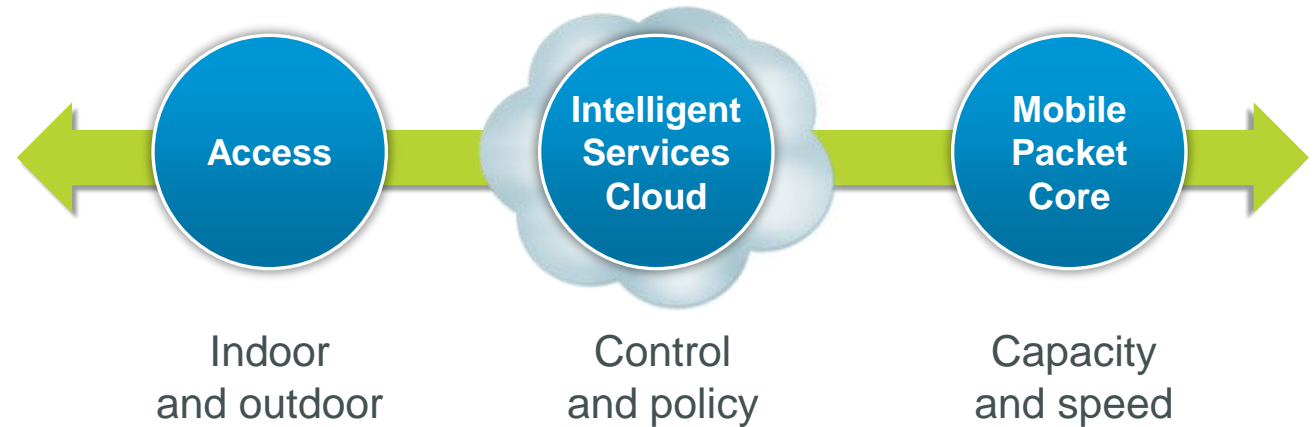 Access
Intelligent
Services
Cloud
Mobile
Packet
Core
Indoor
and outdoor
Control
and policy
Capacity
and speed